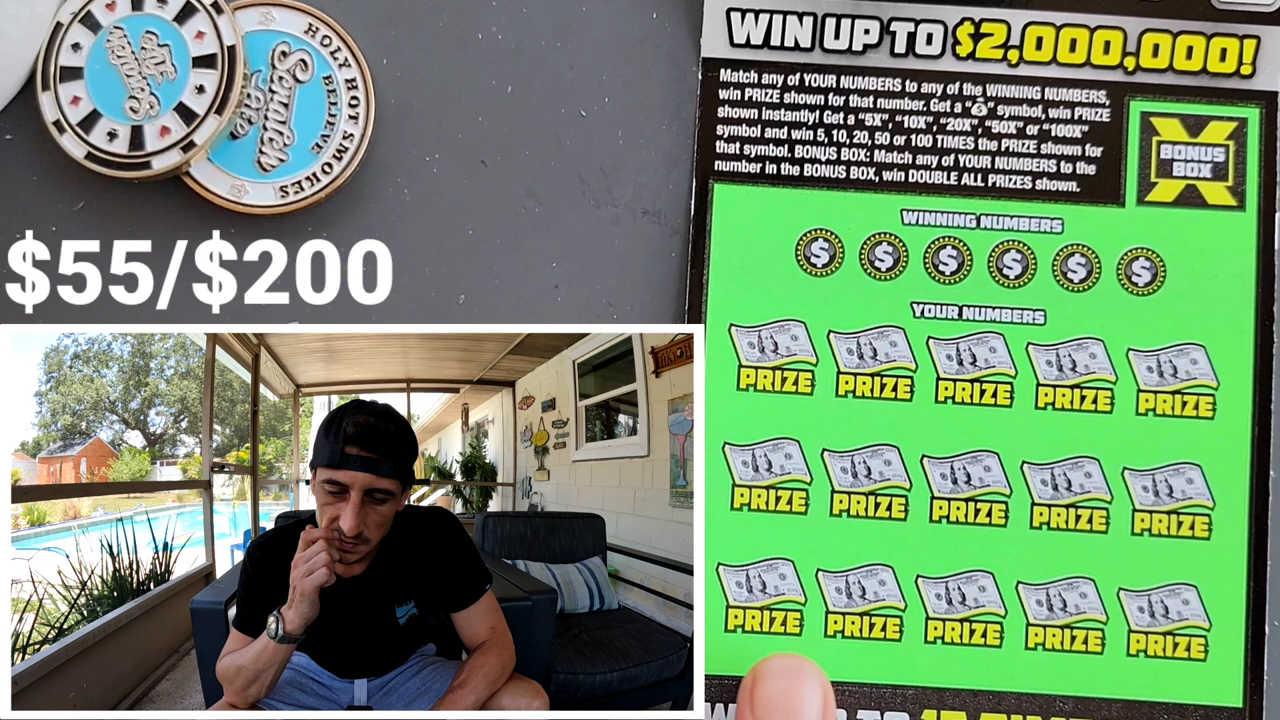 HOLY HOT SMOKES
BELIEVE
Scratch
Life
$55/$200
WIN UP TO $2,000,000!
Match any of YOUR NUMBERS to any of the WINNING NUMBERS,
win PRIZE shown for that number. Get a "💰" symbol, win PRIZE
shown instantly! Get a "5X", "10X", "20X", "50X" or "100X"
symbol and win 5, 10, 20, 50 or 100 TIMES the PRIZE shown for
that symbol. BONUS BOX: Match any of YOUR NUMBERS to the
number in the BONUS BOX, win DOUBLE ALL PRIZES shown.
BONUS
BOX
WINNING NUMBERS
$ $ $ $ $ $
YOUR NUMBERS
PRIZE PRIZE PRIZE PRIZE PRIZE
PRIZE PRIZE PRIZE PRIZE PRIZE
PRIZE PRIZE PRIZE PRIZE PRIZE